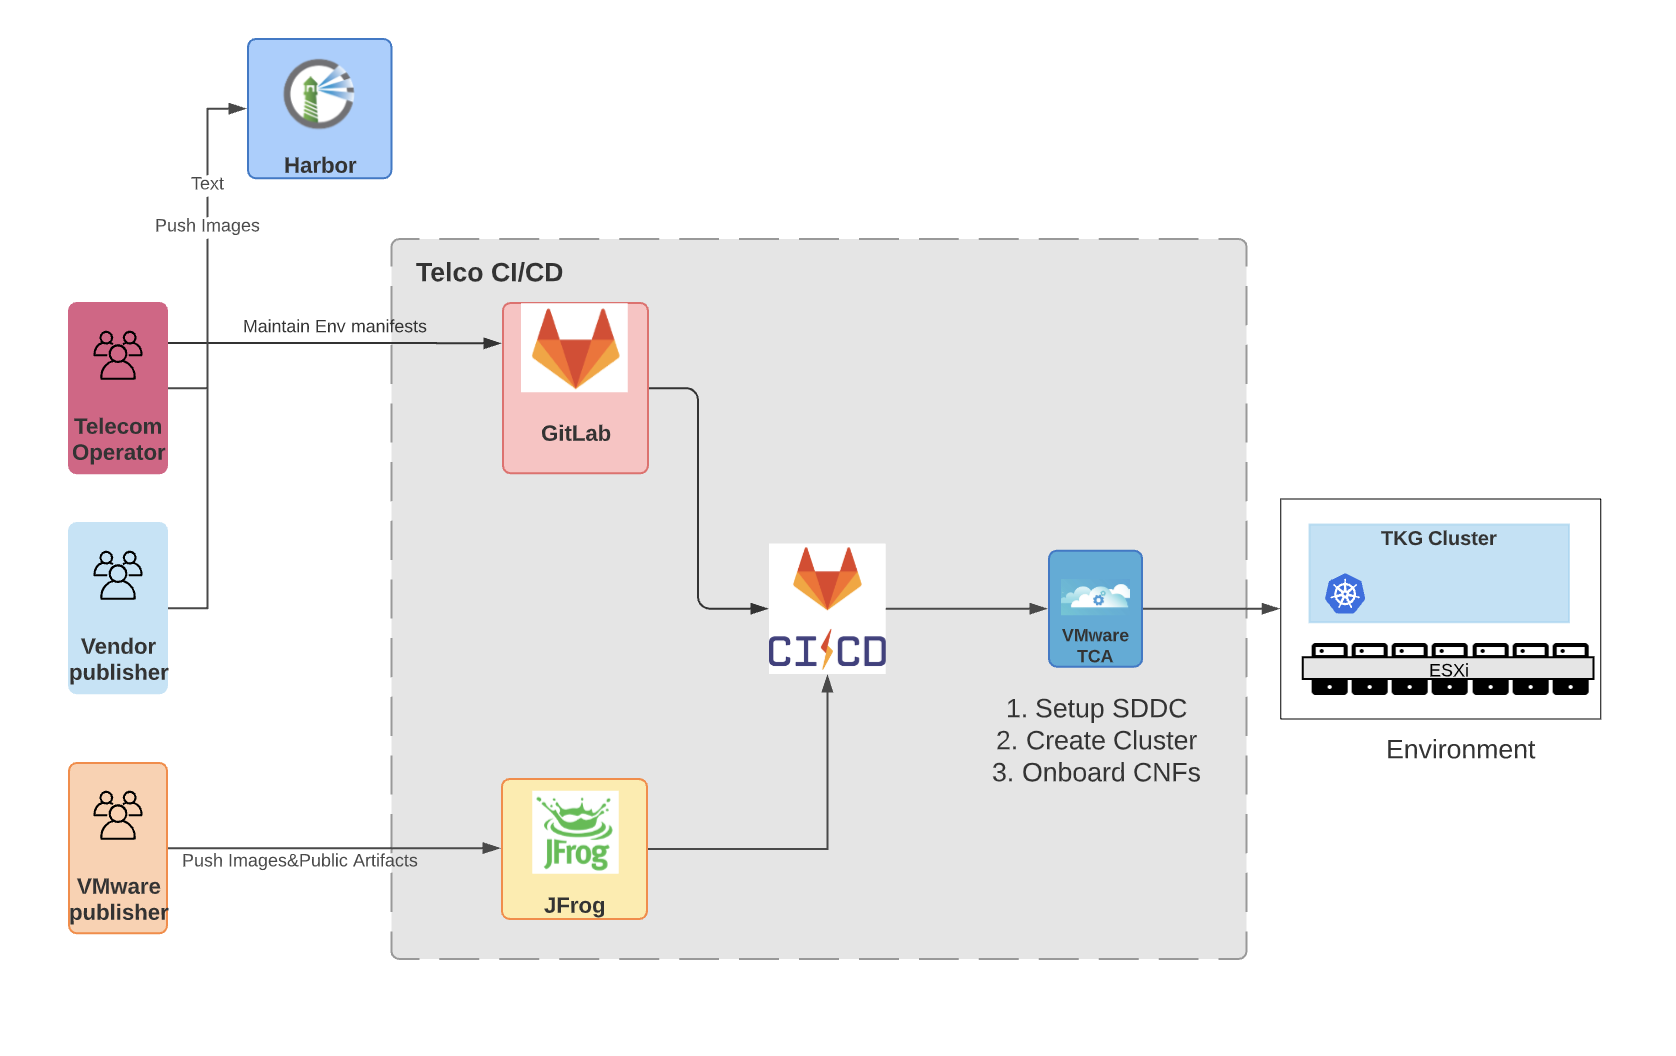 Harbor
Text
Push Images
Telco CI/CD
Maintain Env manifests
Telecom
Operator
GitLab
Vendor
publisher
CI CD
VMware
TCA
1. Setup SDDC
2. Create Cluster
3. Onboard CNFs
TKG Cluster
ESXi
Environment
VMware
publisher
Push Images&Public Artifacts
JFrog
JFrog